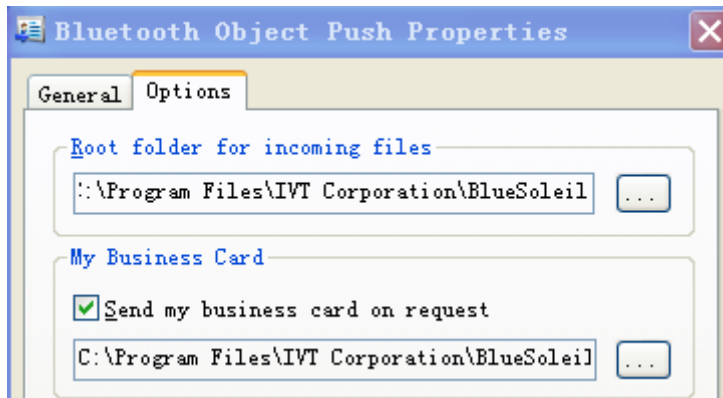 Bluetooth Object Push Properties
General Options
Root folder for incoming files
:\Program Files\IVT Corporation\BlueSoleil
...
My Business Card
Send my business card on request
C:\Program Files\IVT Corporation\BlueSoleil
...